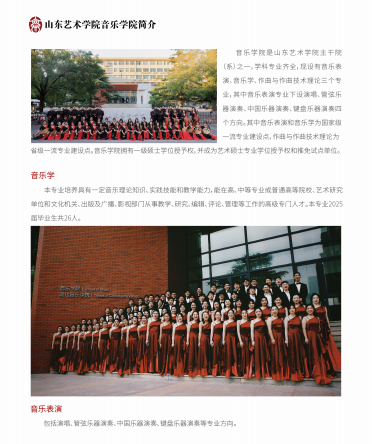 山东艺术学院音乐学院简介
音乐学院是山东艺术学院主干院
(系)之一,学科专业齐全,现设有音乐表
演、音乐学、作曲与作曲技术理论三个专
业,其中音乐表演专业下设演唱、管弦乐
器演奏、中国乐器演奏、键盘乐器演奏四
个方向。其中音乐表演和音乐学为国家级
一流专业建设点,作曲与作曲技术理论为
省级一流专业建设点。音乐学院拥有一级硕士学位授予权,并成为艺术硕士专业学位授予权和推免试点单位。
音乐学
本专业培养具有一定音乐理论知识、实践技能和教学能力,能在高、中等专业或普通高等院校、艺术研究
单位和文化机关、出版及广播、影视部门从事教学、研究、编辑、评论、管理等工作的高级专门人才。本专业2025
届毕业生共26人。
音乐学院
音乐表演
包括演唱、管弦乐器演奏、中国乐器演奏、键盘乐器演奏等专业方向。